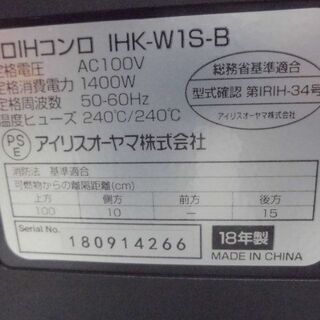 口IHコンロ IHK-W1S-B
定格電圧 AC100V
定格消費電力 1400W
定格周波数 50-60Hz
温度ヒューズ 240℃/240℃
総務省基準適合
型式確認 第IRIH-34号
アイリスオーヤマ株式会社
PS
E
アイリスオーヤマ株式会社
消防法 基準適合
可燃物からの離隔距離(cm)
上方 側方 前方 後方
100 10 — 15
Serial No.
180914266
18年製
MADE IN CHINA